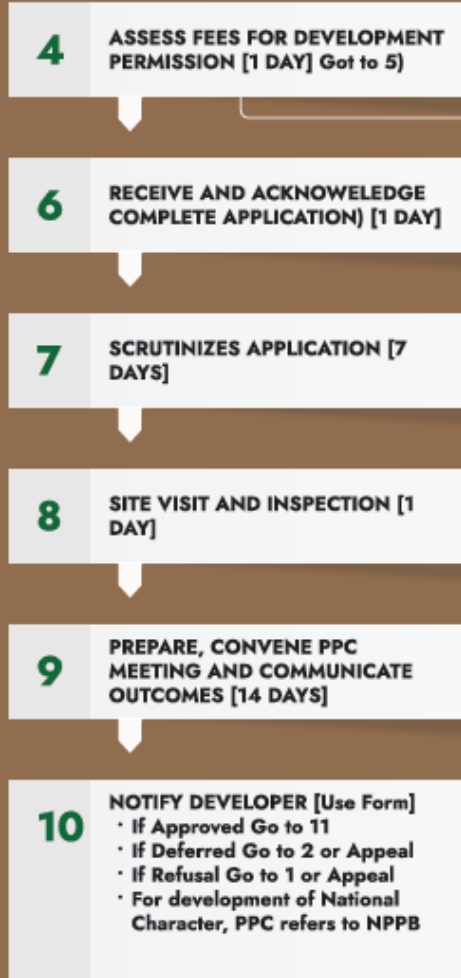 4
ASSESS FEES FOR DEVELOPMENT
PERMISSION [1 DAY] Got to 5)
6
RECEIVE AND ACKNOWELEDGE
COMPLETE APPLICATION) [1 DAY]
7
SCRUTINIZES APPLICATION [7
DAYS]
8
SITE VISIT AND INSPECTION [1
DAY]
9
PREPARE, CONVENE PPC
MEETING AND COMMUNICATE
OUTCOMES [14 DAYS]
10
NOTIFY DEVELOPER [Use Form]
· If Approved Go to 11
· If Deferred Go to 2 or Appeal
· If Refusal Go to 1 or Appeal
· For development of National
Character, PPC refers to NPPB